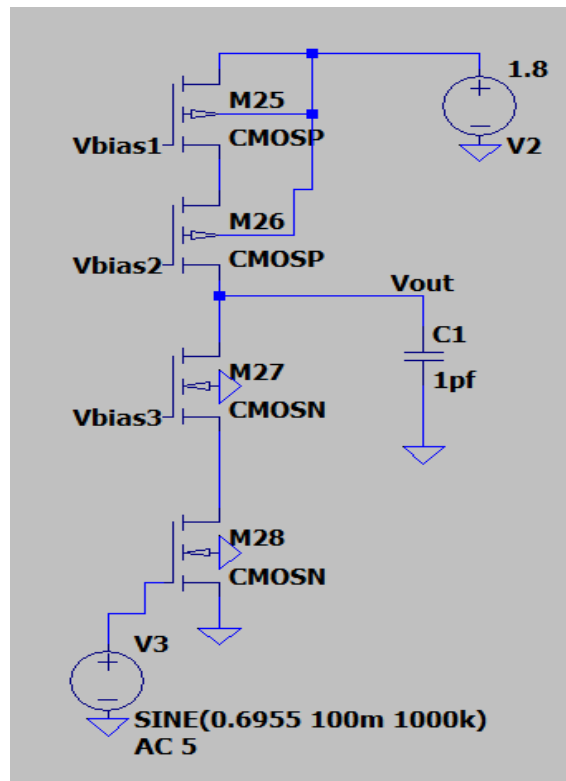 1.8
M25
Vbias1
CMOSP
V2
M26
Vbias2
CMOSP
Vout
C1
M27
1pf
Vbias3
CMOSN
M28
CMOSN
V3
SINE(0.6955 100m 1000k)
AC 5